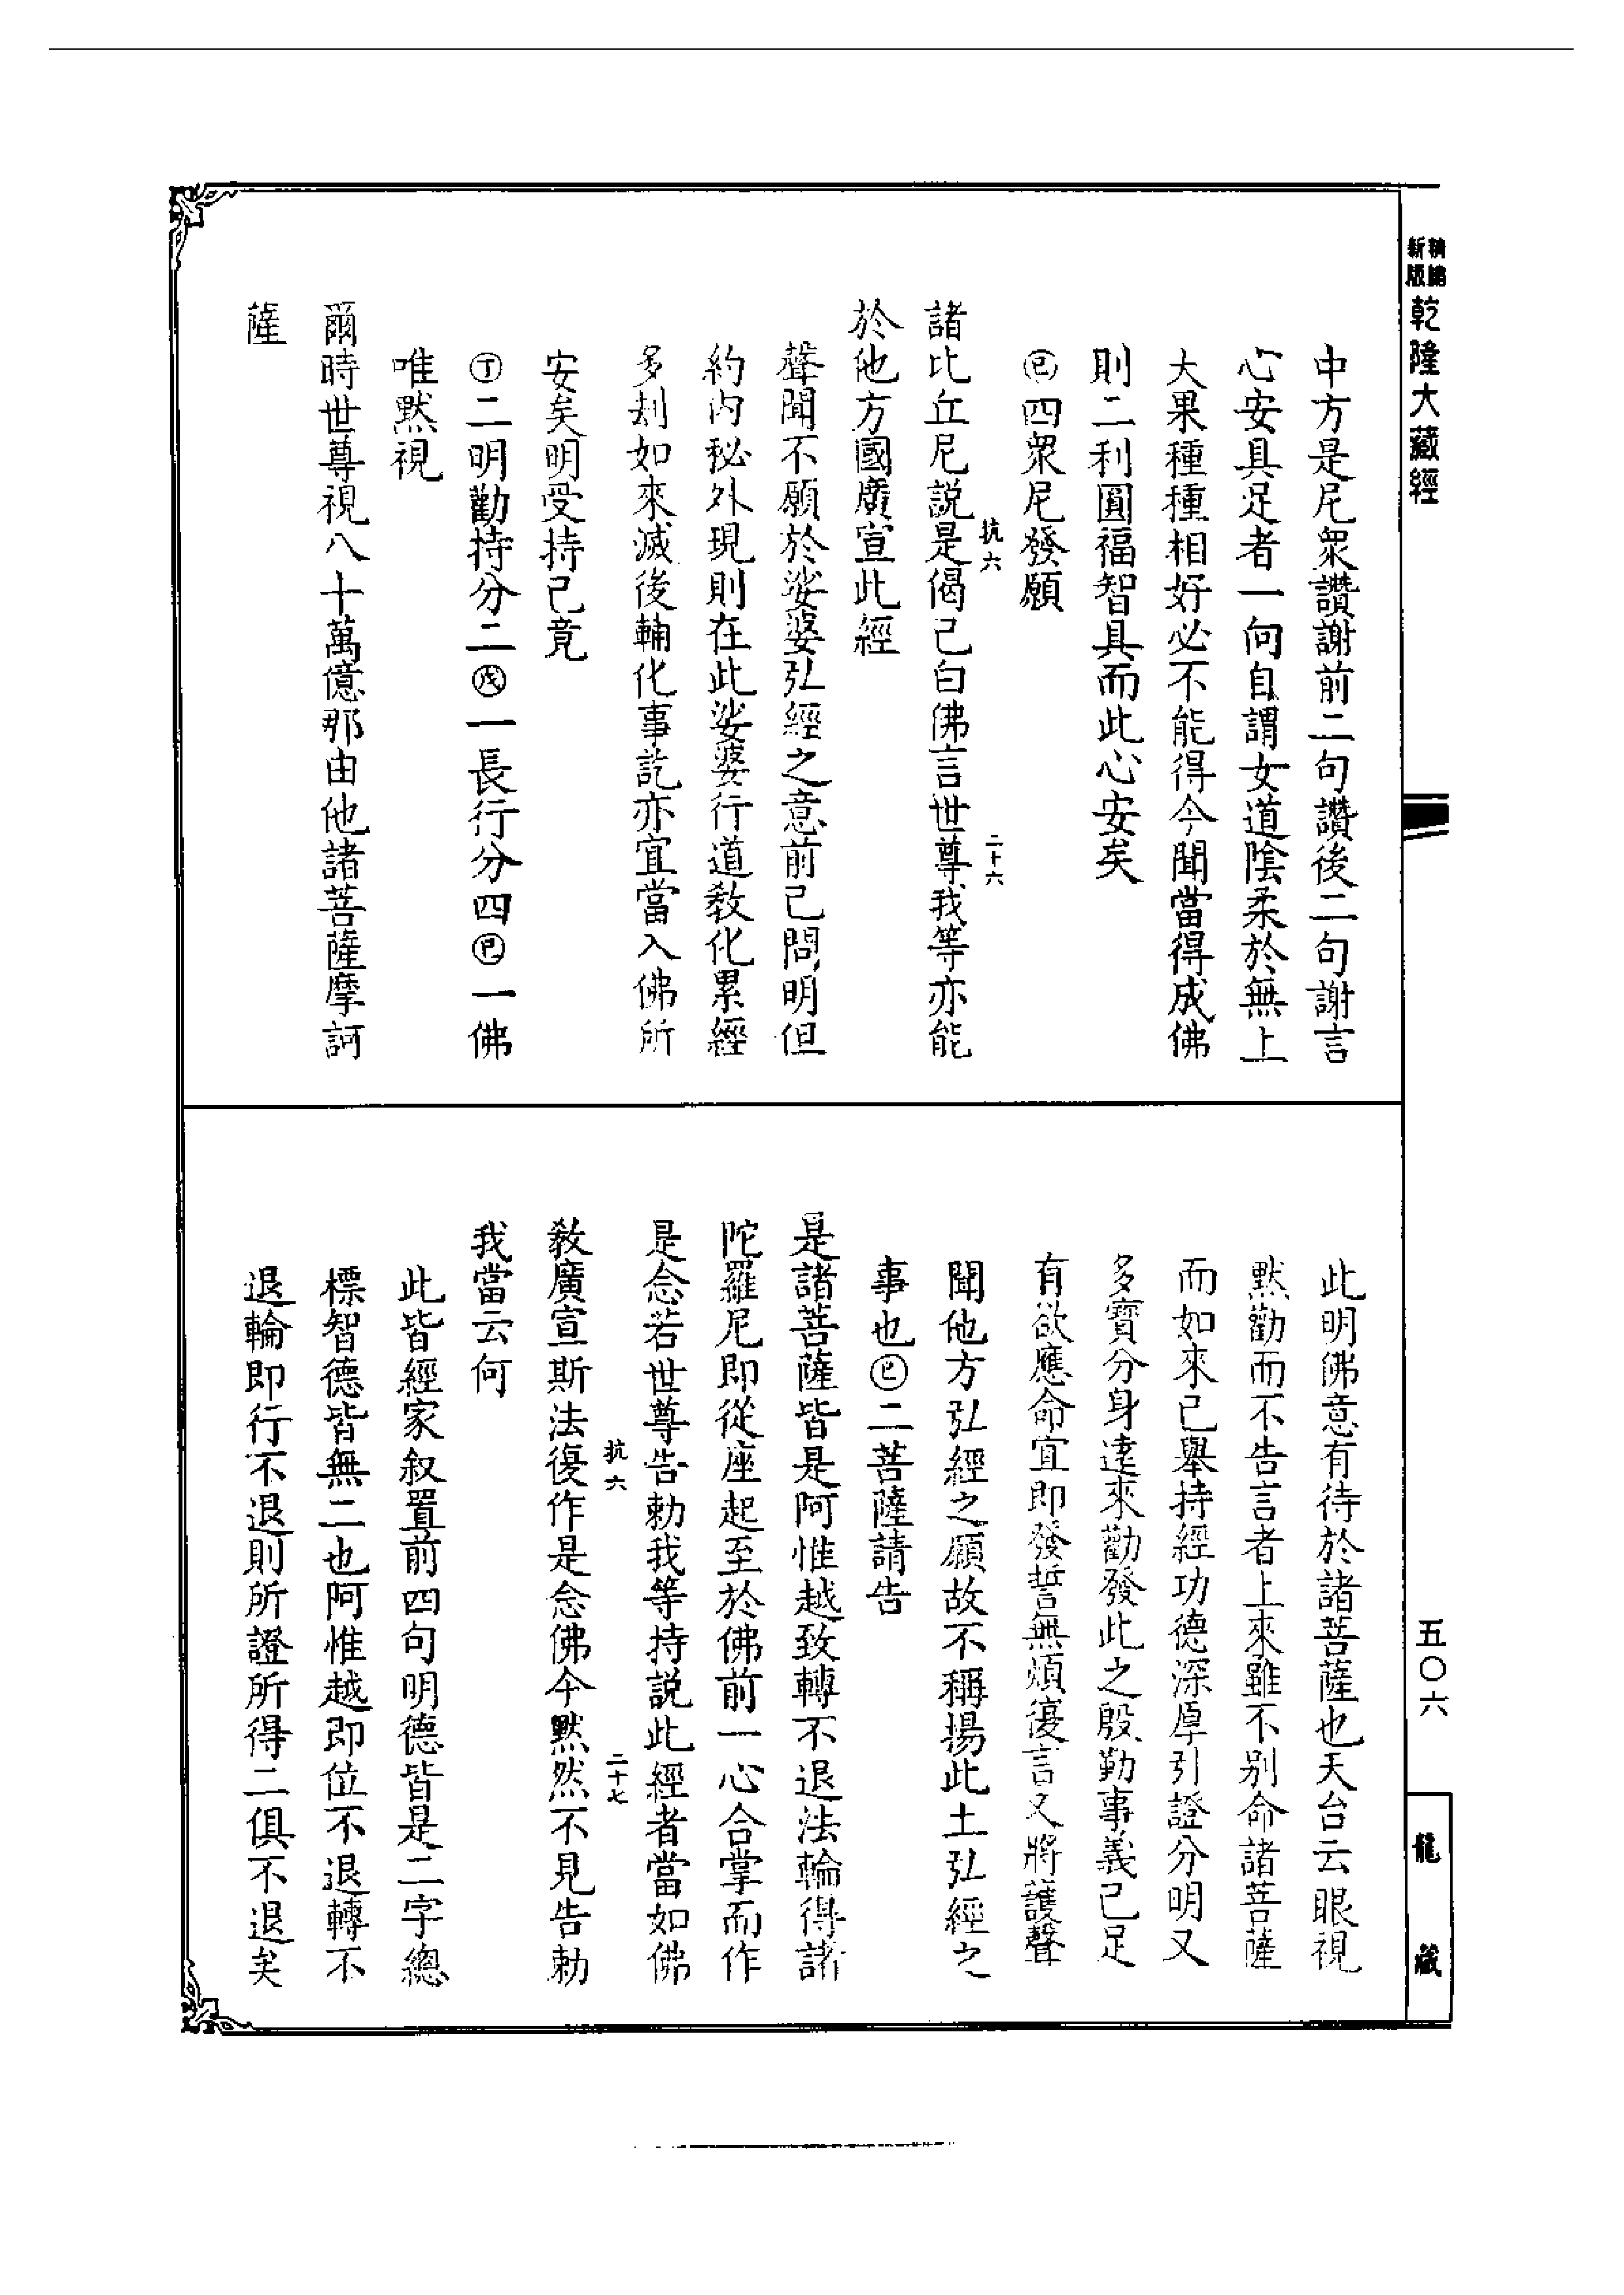 精編
新版
乾隆大藏經
五〇六
龍藏
中方是尼眾讚謝前二句讚後二句謝言
心安具足者一向自謂女道陰柔於無上
大果種種相好必不能得今聞當得成佛
則二利圓福智具而此心安矣
㊁四眾尼發願
抗六
二十六
諸比丘尼説是偈已白佛言世尊我等亦能
於他方國廣宣此經
聲聞不願於娑婆弘經之意前已問明但
約內秘外現則在此娑婆行道教化累經
多刦如來滅後輔化事訖亦宜當入佛所
安矣明受持已竟
丁二明勸持分二戊一長行分四己一佛
唯默視
爾時世尊視八十萬億那由他諸菩薩摩訶
薩
此明佛意有待於諸菩薩也天台云眼視
默勸而不告言者上來雖不別命諸菩薩
而如來已舉持經功德深厚引證分明又
多寶分身遠來勸發此之殷勤事義已足
有欲應命宜即發誓無煩復言又將護聲
聞他方弘經之願故不稱揚此土弘經之
事也己二菩薩請告
是諸菩薩皆是阿惟越致轉不退法輪得諸
陀羅尼即從座起至於佛前一心合掌而作
是念若世尊告勅我等持説此經者當如佛
抗六
二十七
教廣宣斯法復作是念佛今默然不見告勅
我當云何
此皆經家叙置前四句明德皆是二字總
標智德皆無二也阿惟越即位不退轉不
退輪即行不退則所證所得二俱不退矣